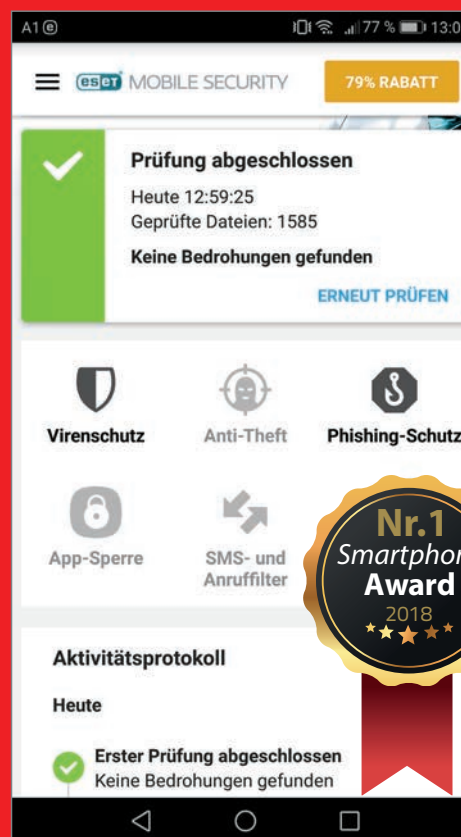 A1 77 % 13:0
eset MOBILE SECURITY 79% RABATT
Prüfung abgeschlossen
Heute 12:59:25
Geprüfte Dateien: 1585
Keine Bedrohungen gefunden
ERNEUT PRÜFEN
Virenschutz Anti-Theft Phishing-Schutz
App-Sperre SMS- und
Anruffilter
Nr.1
Smartphon
Award
2018
Aktivitätsprotokoll
Heute
Erster Prüfung abgeschlossen
Keine Bedrohungen gefunden